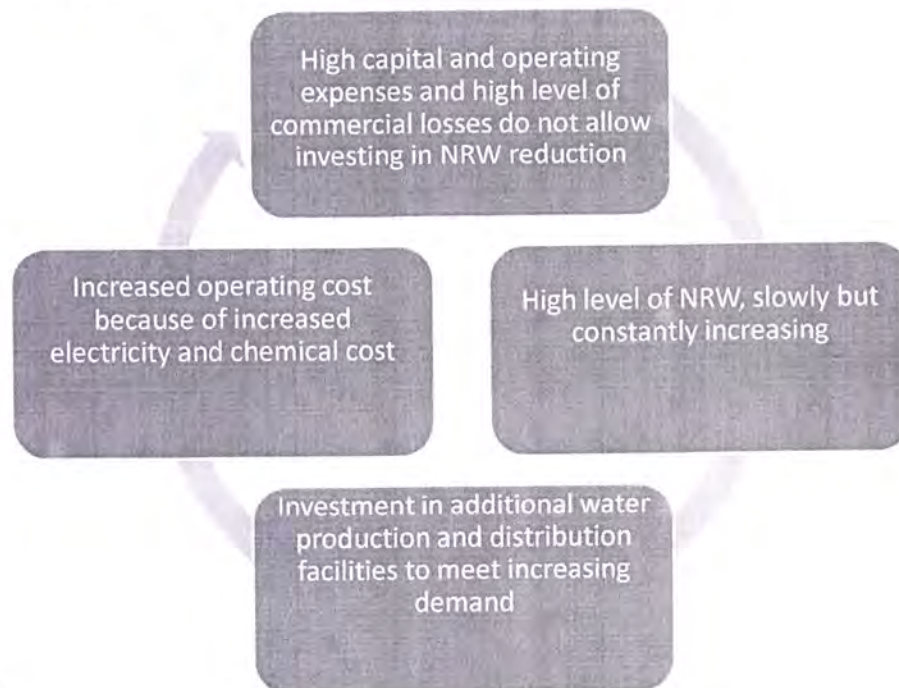 High capital and operating
expenses and high level of
commercial losses do not allow
investing in NRW reduction
High level of NRW, slowly but
constantly increasing
Investment in additional water
production and distribution
facilities to meet increasing
demand
Increased operating cost
because of increased
electricity and chemical cost